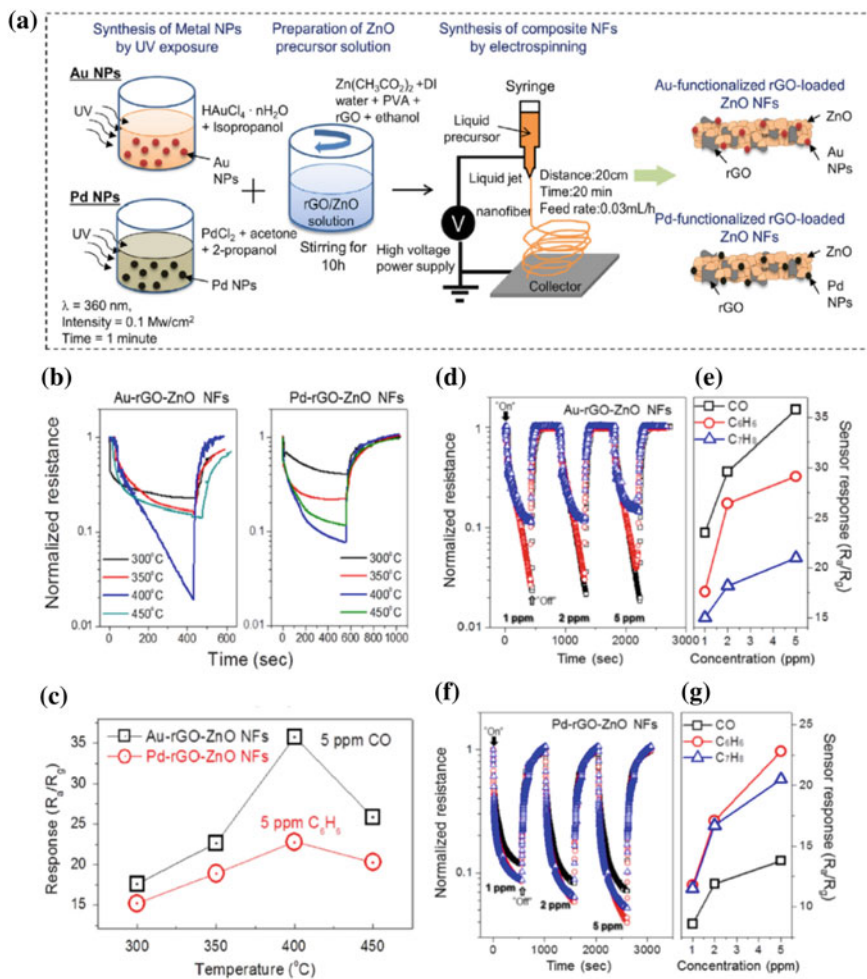 (a)
Synthesis of Metal NPs
by UV exposure
Preparation of ZnO
precursor solution
Synthesis of composite NFs
by electrospinning
Au NPs
UV
HAuCl4 · nH2O
+ Isopropanol
Au
NPs
Pd NPs
UV
PdCl2 + acetone
+ 2-propanol
Pd NPs
λ = 360 nm,
Intensity = 0.1 Mw/cm2
Time = 1 minute
+
Zn(CH3CO2)2 +DI
water + PVA +
rGO + ethanol
rGO/ZnO
solution
Stirring for
10h
Syringe
Liquid
precursor
Liquid jet
nanofiber
V
High voltage
power supply
Distance:20cm
Time:20 min
Feed rate:0.03mL/h
Collector
Au-functionalized rGO-loaded
ZnO NFs
ZnO
Au
NPs
rGO
Pd-functionalized rGO-loaded
ZnO NFs
ZnO
Pd
NPs
rGO
(b)
Au-rGO-ZnO NFs
Pd-rGO-ZnO NFs
Normalized resistance
1
0.1
0.01
300°C
350°C
400°C
450°C
300°C
350°C
400°C
450°C
0 200 400 600
0 200 400 600 800 1000
Time (sec)
(c)
Au-rGO-ZnO NFs
Pd-rGO-ZnO NFs
5 ppm CO
5 ppm C6H6
Response (Ra/Rg)
35
30
25
20
15
300 350 400 450
Temperature (°C)
(d)
"On"
Au-rGO-ZnO NFs
Normalized resistance
1
0.1
0.01
"Off"
1 ppm
2 ppm
5 ppm
0 1000 2000 3000
Time (sec)
(e)
CO
C6H6
C7H8
35
30
25
20
15
Sensor response (Ra/Rg)
1 2 3 4 5
Concentration (ppm)
(f)
"On"
Pd-rGO-ZnO NFs
Normalized resistance
1
0.1
1 ppm
"Off"
2 ppm
5 ppm
0 1000 2000 3000
Time (sec)
(g)
CO
C6H6
C7H8
25
20
15
10
Sensor response (Ra/Rg)
1 2 3 4 5
Concentration (ppm)